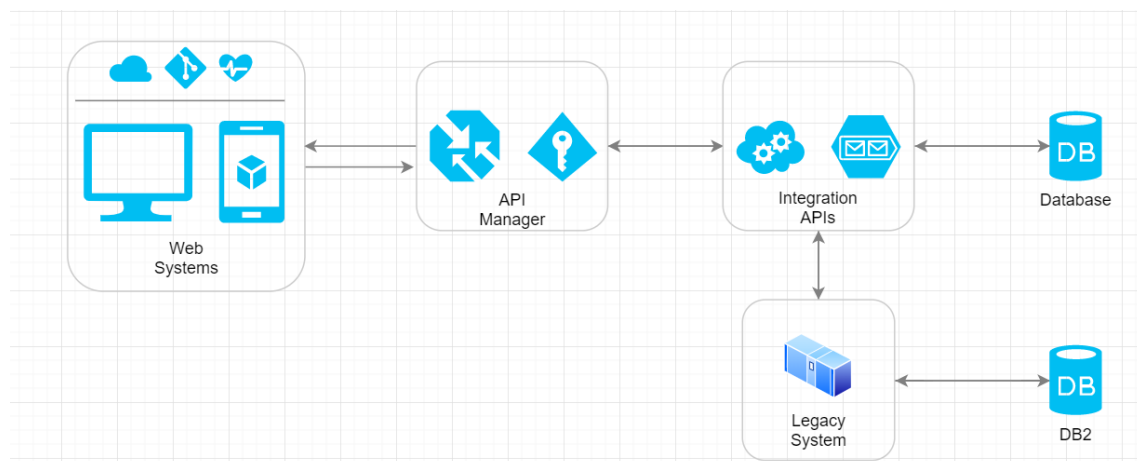 Web
Systems
API
Manager
Integration
APIs
DB
Database
Legacy
System
DB
DB2